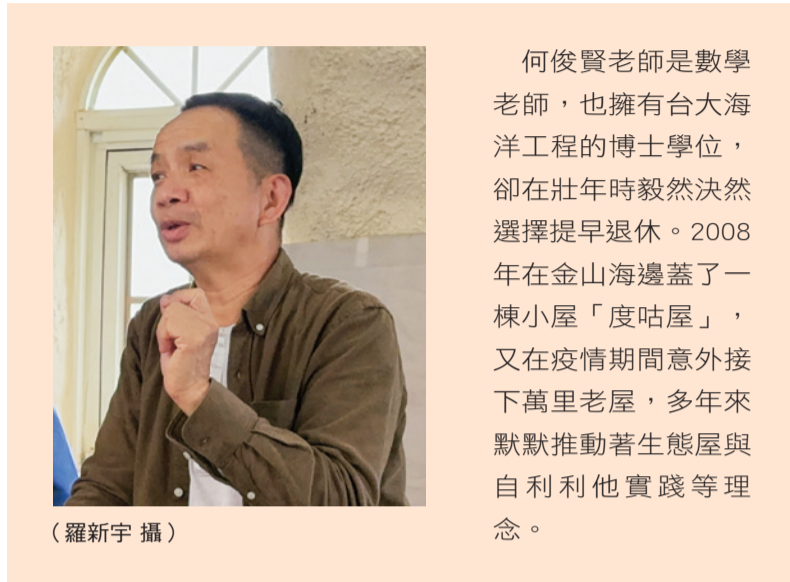 何俊賢老師是數學
老師，也擁有台大海
洋工程的博士學位，
卻在壯年時毅然決然
選擇提早退休。2008
年在金山海邊蓋了一
棟小屋「度咕屋」，
又在疫情期間意外接
下萬里老屋，多年來
默默推動著生態屋與
自利利他實踐等理
念。
（羅新宇 攝）